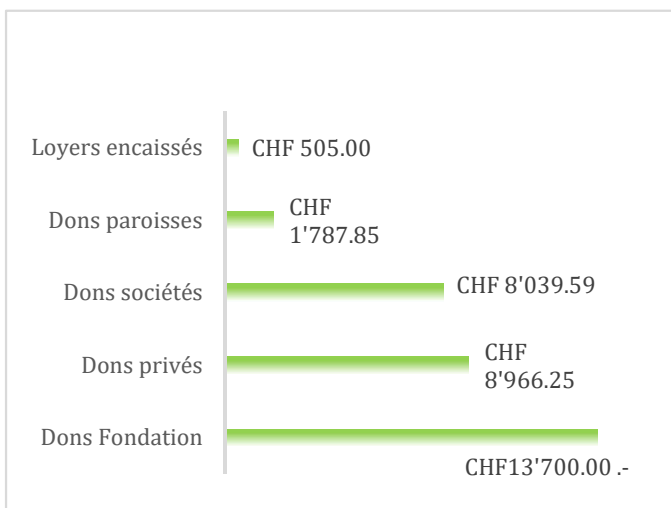 Loyers encaissés
CHF 505.00
Dons paroisses
CHF
1'787.85
Dons sociétés
CHF 8'039.59
Dons privés
CHF
8'966.25
Dons Fondation
CHF13'700.00 .-